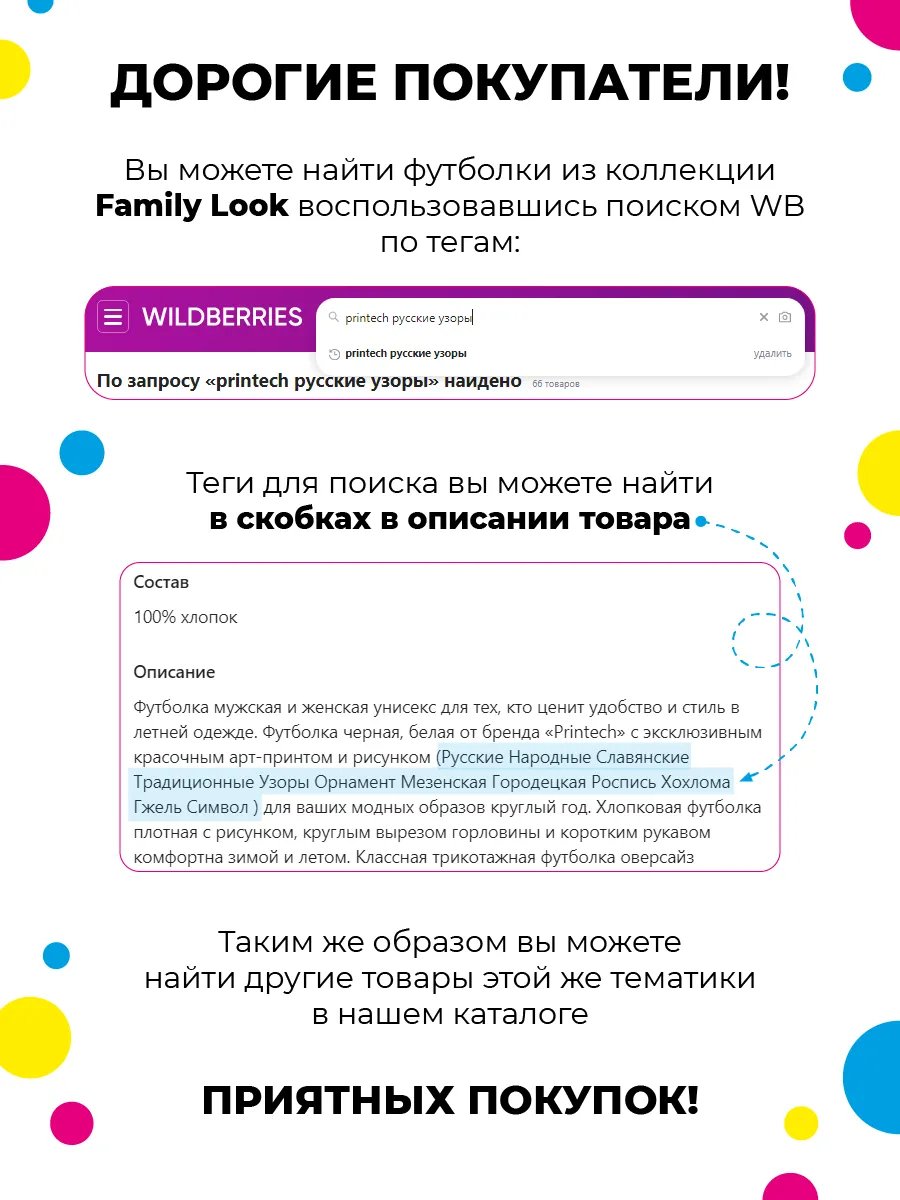 ДОРОГИЕ ПОКУПАТЕЛИ!
Вы можете найти футболки из коллекции
Family Look воспользовавшись поиском WB
по тегам:
WILDBERRIES
printech русские узоры
printech русские узоры
удалить
По запросу «printech русские узоры» найдено 66 товаров
Теги для поиска вы можете найти
в скобках в описании товара
Состав
100% хлопок
Описание
Футболка мужская и женская унисекс для тех, кто ценит удобство и стиль в
летней одежде. Футболка черная, белая от бренда «Printech» с эксклюзивным
красочным арт-принтом и рисунком (Русские Народные Славянские
Традиционные Узоры Орнамент Мезенская Городецкая Роспись Хохлома
Гжель Символ ) для ваших модных образов круглый год. Хлопковая футболка
плотная с рисунком, круглым вырезом горловины и коротким рукавом
комфортна зимой и летом. Классная трикотажная футболка оверсайз
Таким же образом вы можете
найти другие товары этой же тематики
в нашем каталоге
ПРИЯТНЫХ ПОКУПОК!